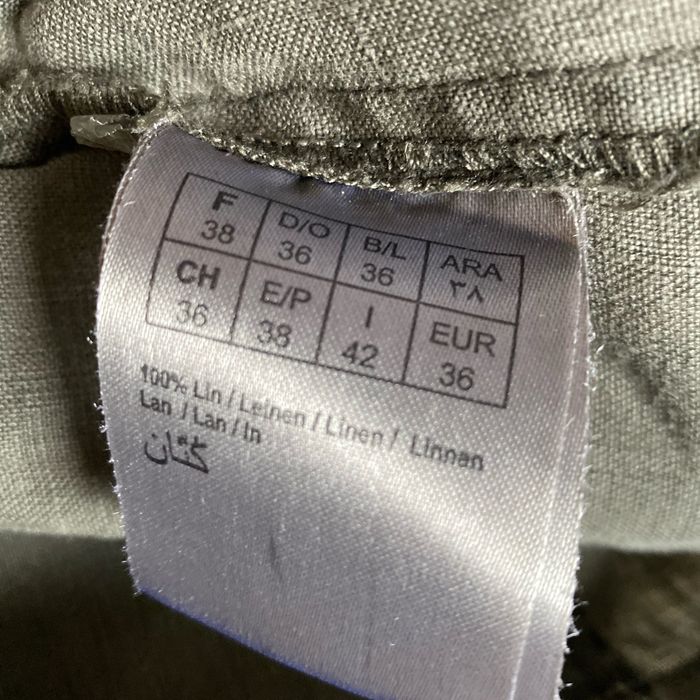 F D/O B/L ARA
38 36 36 ٣٨
CH E/P I EUR
36 38 42 36
100% Lin / Leinen / Linen / Linnen
Lan / Lan / In
كتان